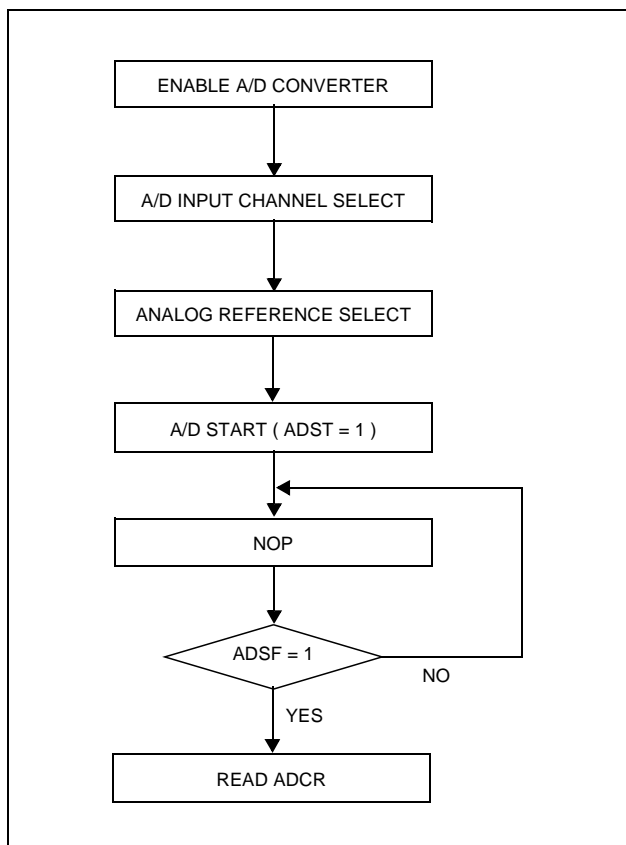 ENABLE A/D CONVERTER
A/D INPUT CHANNEL SELECT
ANALOG REFERENCE SELECT
A/D START ( ADST = 1 )
NOP
ADSF = 1
NO
YES
READ ADCR